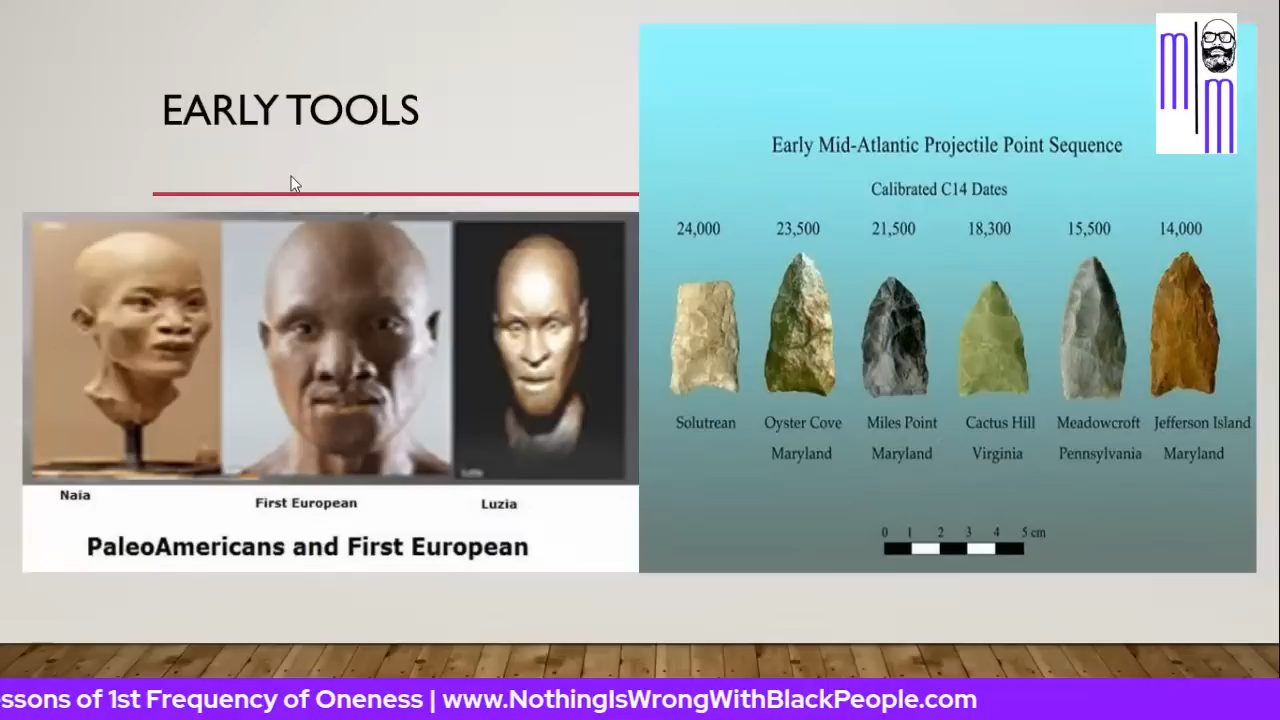 EARLY TOOLS
m
m
Naia
First European
Luzia
PaleoAmericans and First European
Early Mid-Atlantic Projectile Point Sequence
Calibrated C14 Dates
24,000 23,500 21,500 18,300 15,500 14,000
Solutrean Oyster Cove Miles Point Cactus Hill Meadowcroft Jefferson Island
Maryland Maryland Virginia Pennsylvania Maryland
0 1 2 3 4 5 cm
essons of 1st Frequency of Oneness | www.NothingIsWrongWithBlackPeople.com